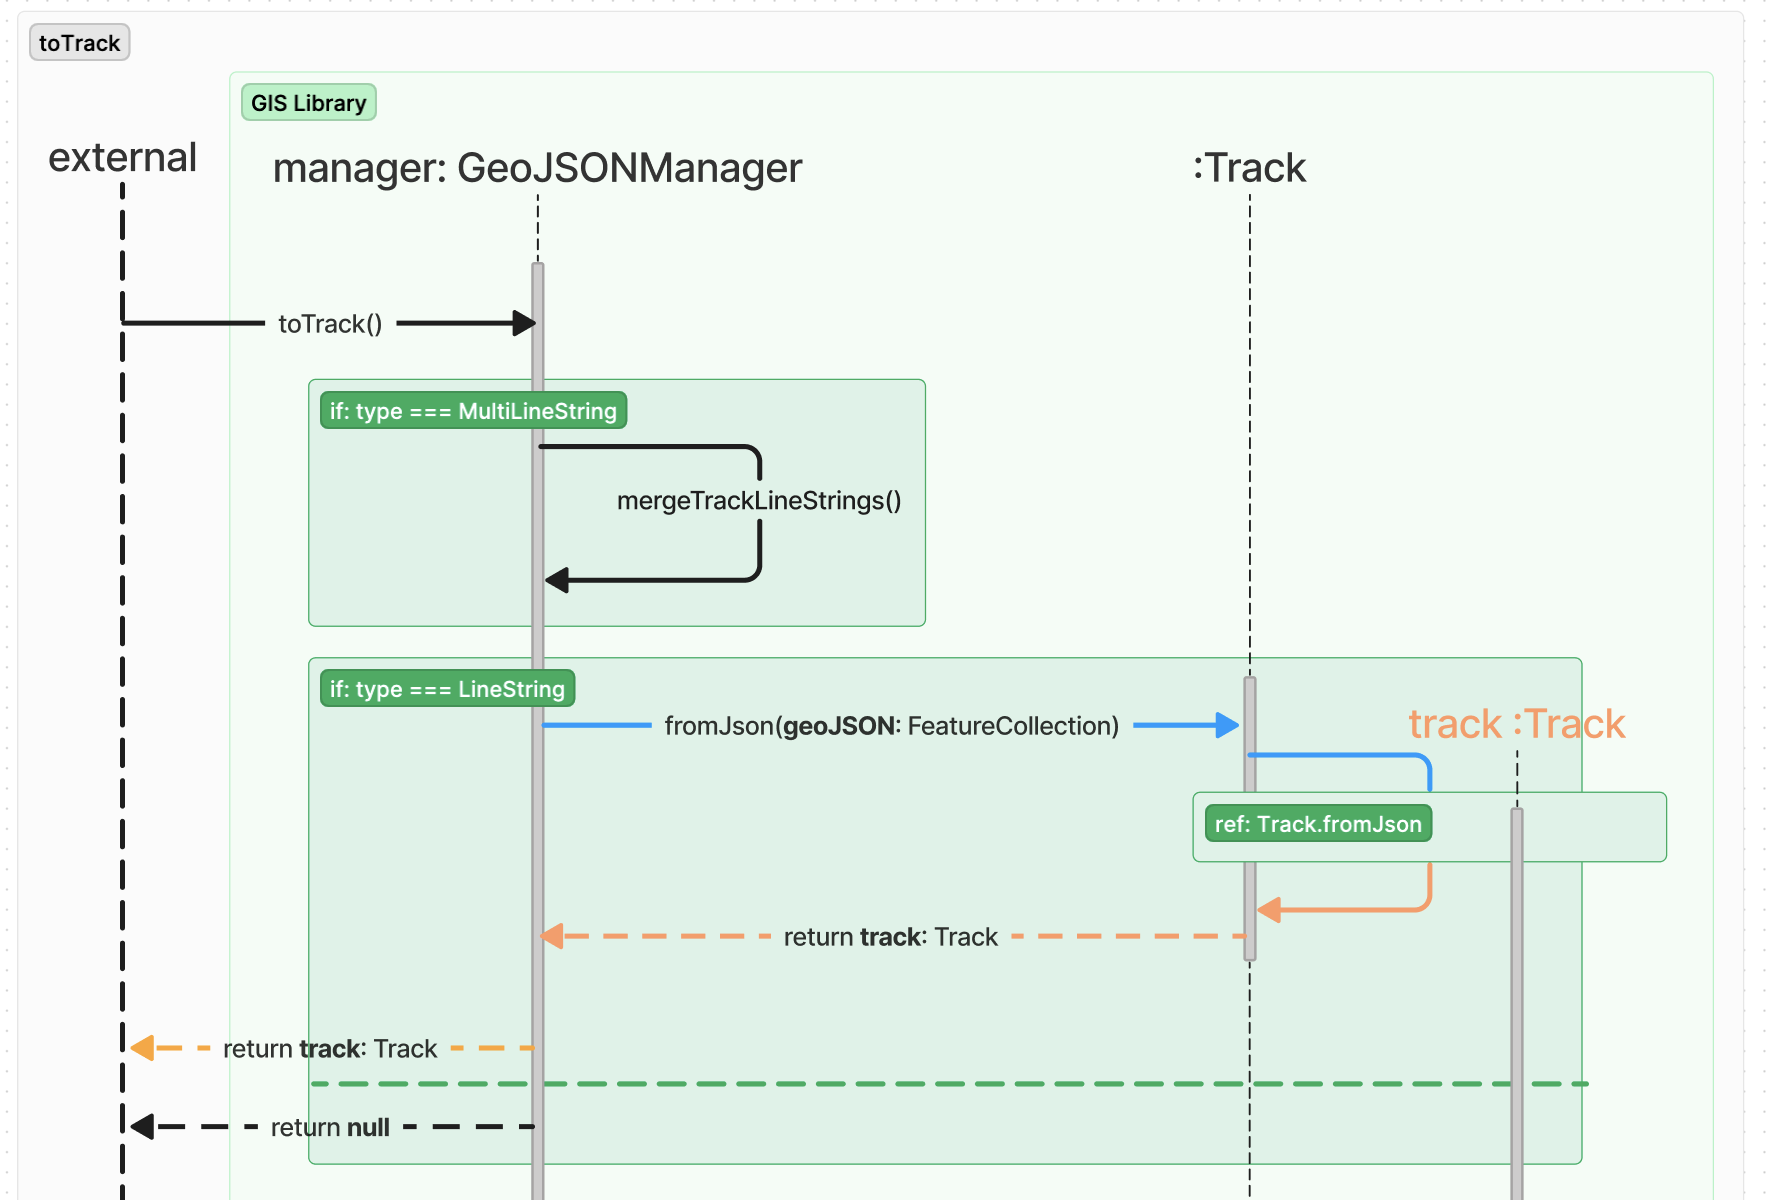 toTrack
GIS Library
external
manager: GeoJSONManager
:Track
toTrack()
if: type === MultiLineString
mergeTrackLineStrings()
if: type === LineString
fromJson(geoJSON: FeatureCollection)
track :Track
ref: Track.fromJson
return track: Track
return track: Track
return null